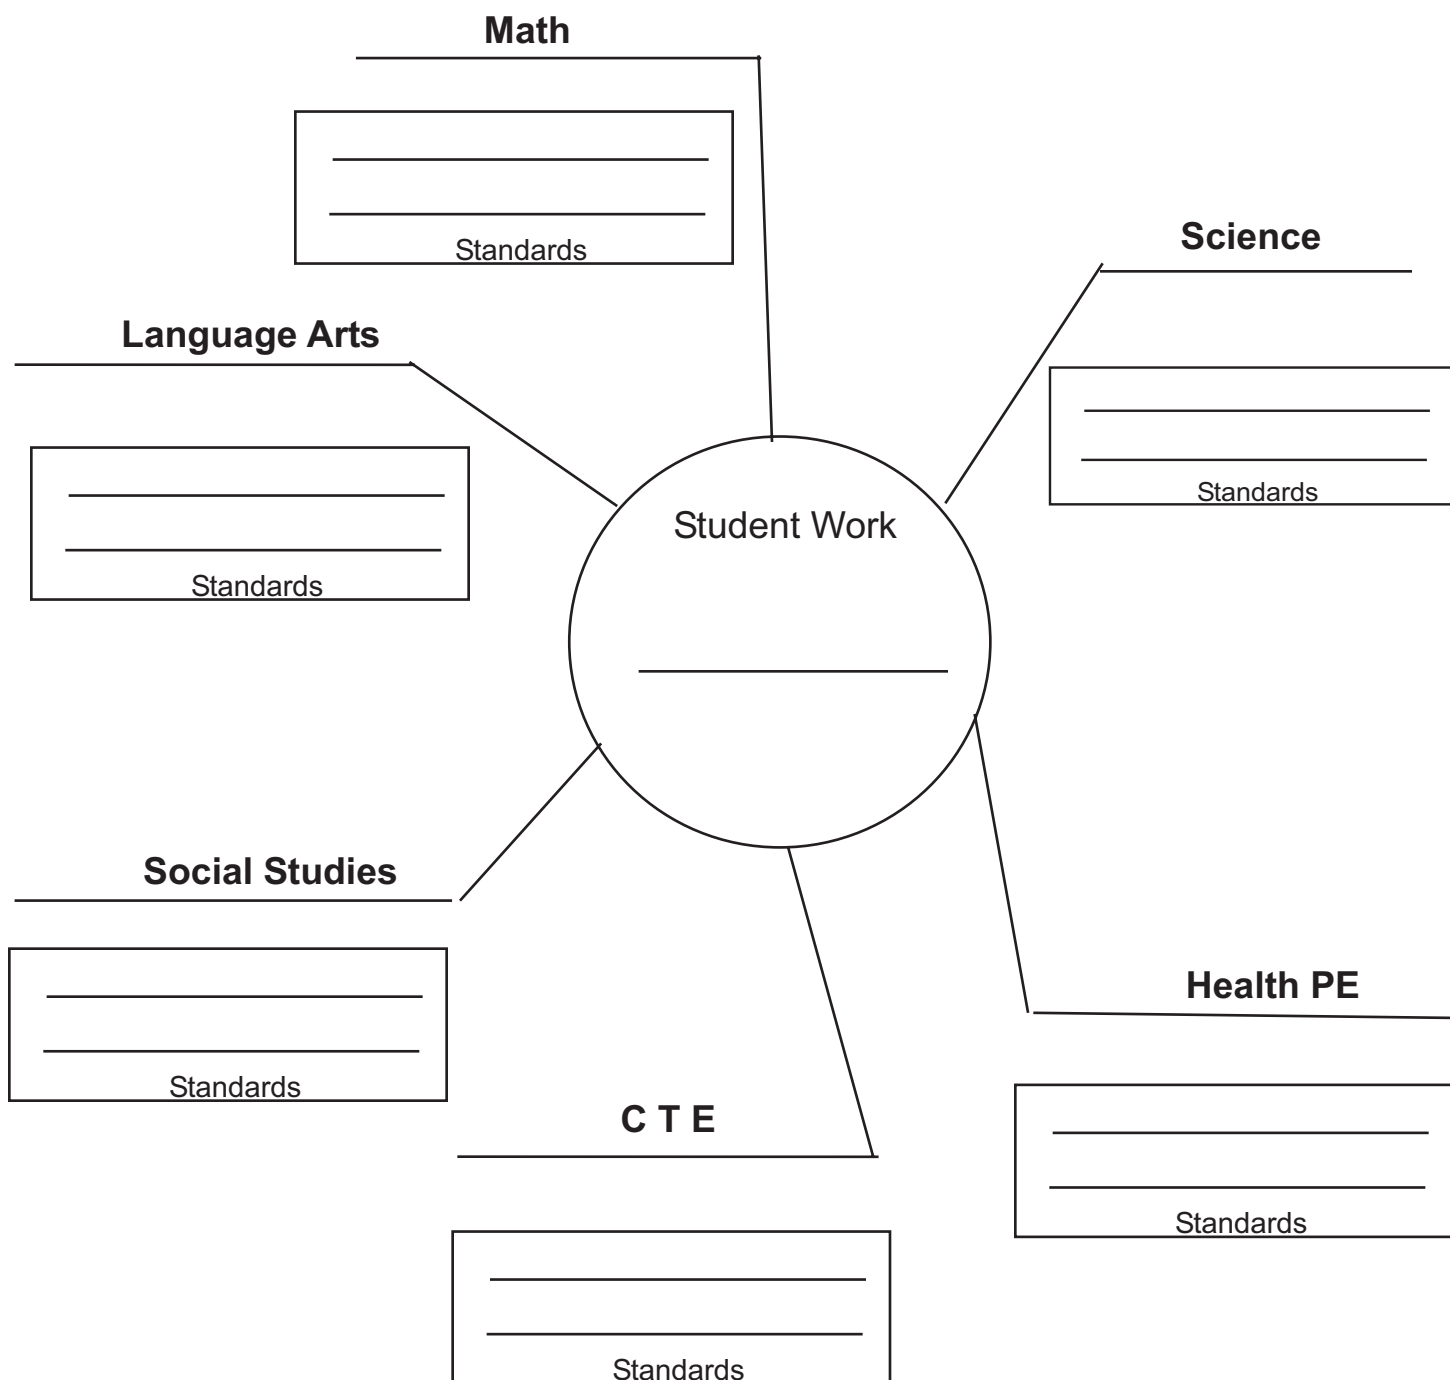 Math
Standards
Science
Language Arts
Standards
Standards
Student Work
Social Studies
Standards
Health PE
Standards
C T E
Standards